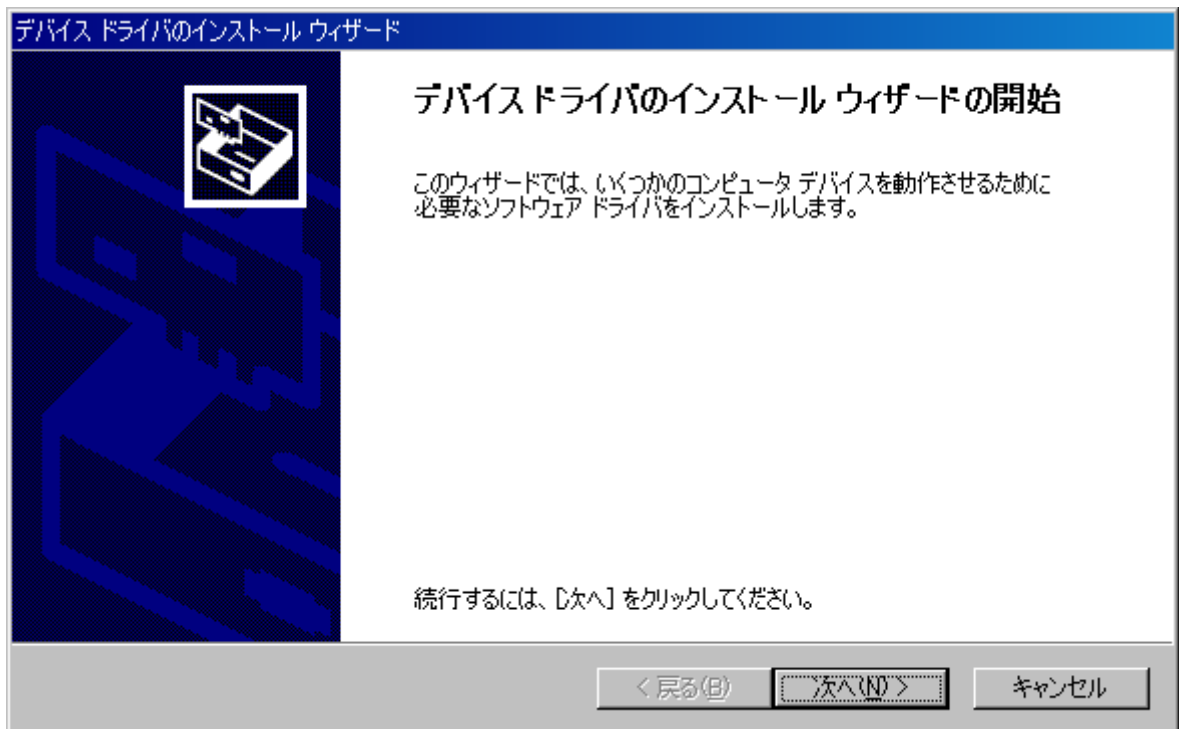 デバイス ドライバのインストール ウィザード
デバイス ドライバのインストール ウィザードの開始
このウィザードでは、いくつかのコンピュータ デバイスを動作させるために
必要なソフトウェア ドライバをインストールします。
続行するには、[次へ] をクリックしてください。
< 戻る(B)
次へ(N) >
キャンセル